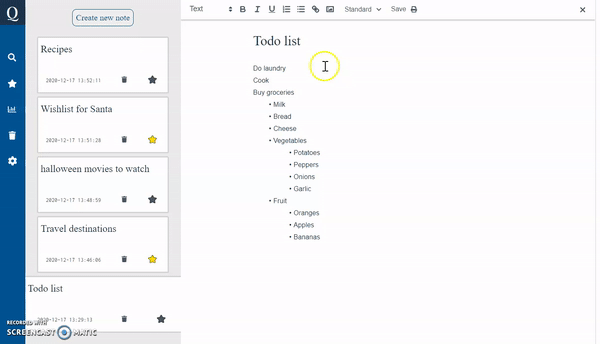 Q
Create new note
Recipes
2020-12-17 13:52:11
Wishlist for Santa
2020-12-17 13:51:28
halloween movies to watch
2020-12-17 13:48:59
Travel destinations
2020-12-17 13:46:06
Todo list
2020-12-17 13:29:13
RECORDED WITH
SCREENCAST MATIC
Text B I U Standard Save
Todo list
Do laundry
Cook
Buy groceries
• Milk
• Bread
• Cheese
• Vegetables
• Potatoes
• Peppers
• Onions
• Garlic
• Fruit
• Oranges
• Apples
• Bananas